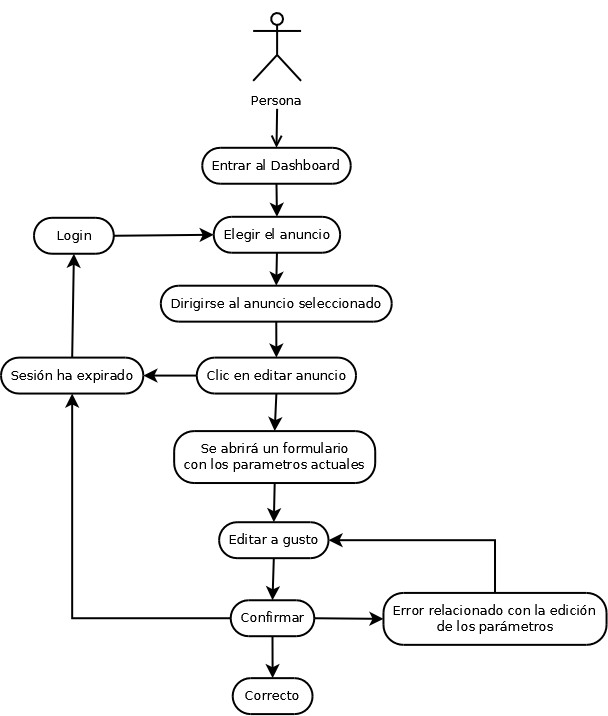 Persona
Entrar al Dashboard
Login
Elegir el anuncio
Dirigirse al anuncio seleccionado
Sesión ha expirado
Clic en editar anuncio
Se abrirá un formulario
con los parametros actuales
Editar a gusto
Confirmar
Error relacionado con la edición
de los parámetros
Correcto